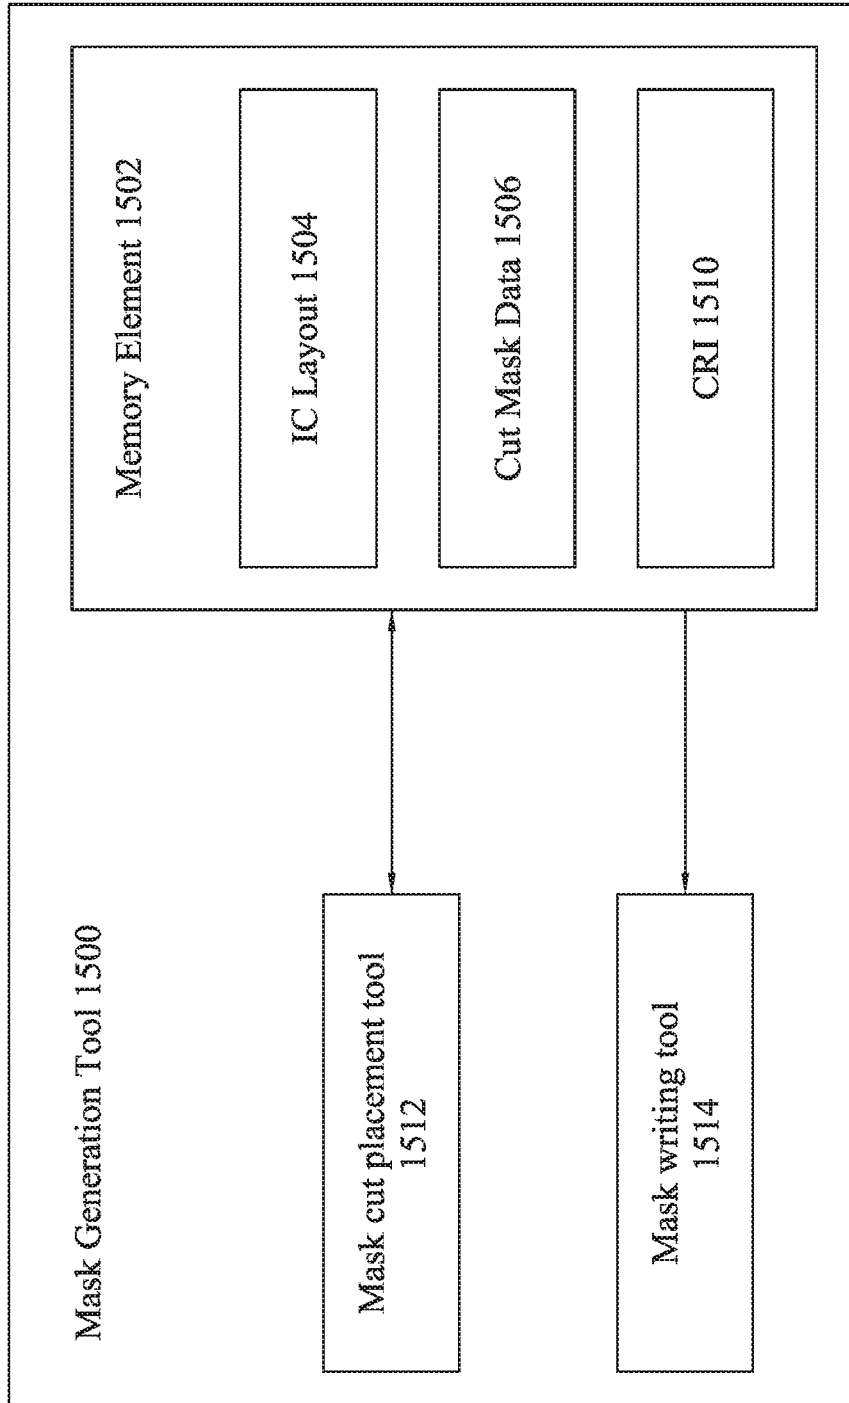 Mask Generation Tool 1500
Mask cut placement tool
1512
Mask writing tool
1514
Memory Element 1502
IC Layout 1504
Cut Mask Data 1506
CRI 1510